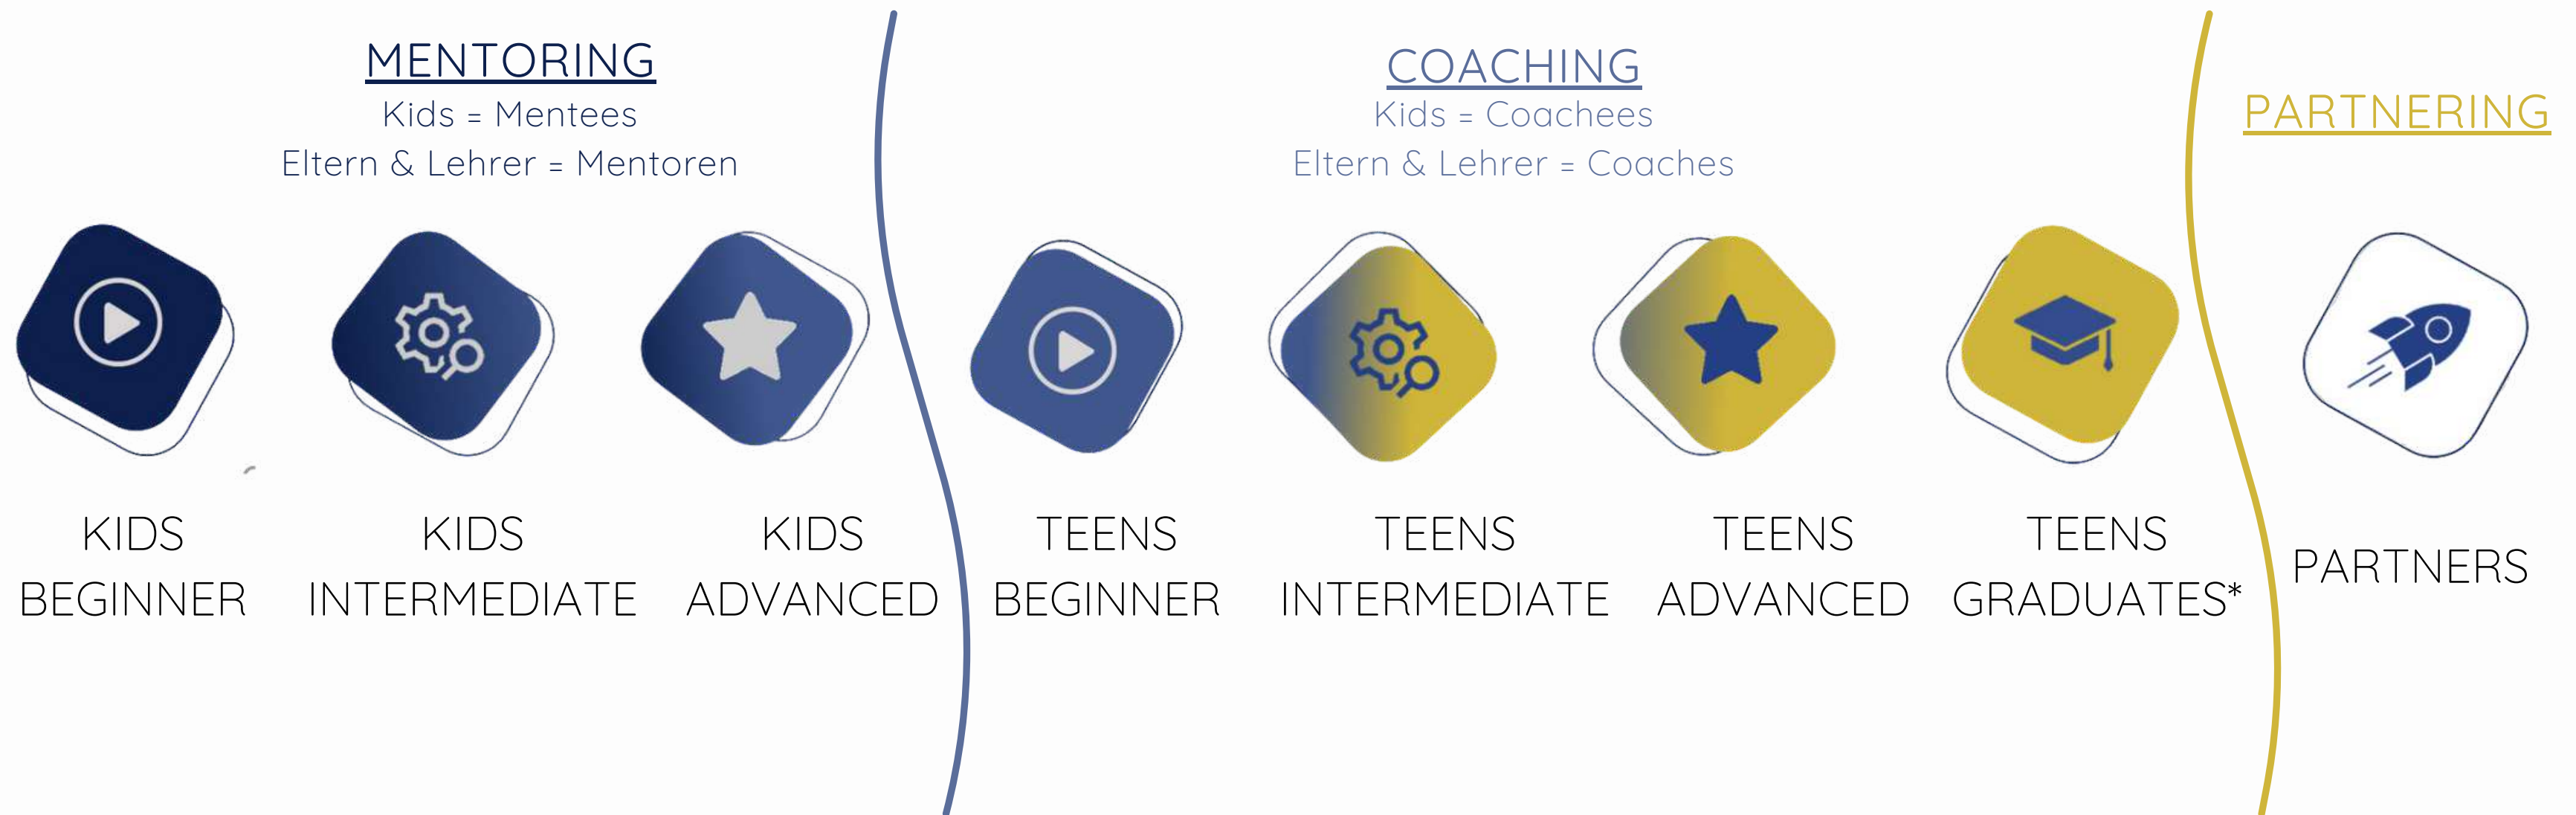 MENTORING
Kids = Mentees
Eltern & Lehrer = Mentoren
COACHING
Kids = Coachees
Eltern & Lehrer = Coaches
PARTNERING
KIDS
BEGINNER
KIDS
INTERMEDIATE
KIDS
ADVANCED
TEENS
BEGINNER
TEENS
INTERMEDIATE
TEENS
ADVANCED
TEENS
GRADUATES*
PARTNERS